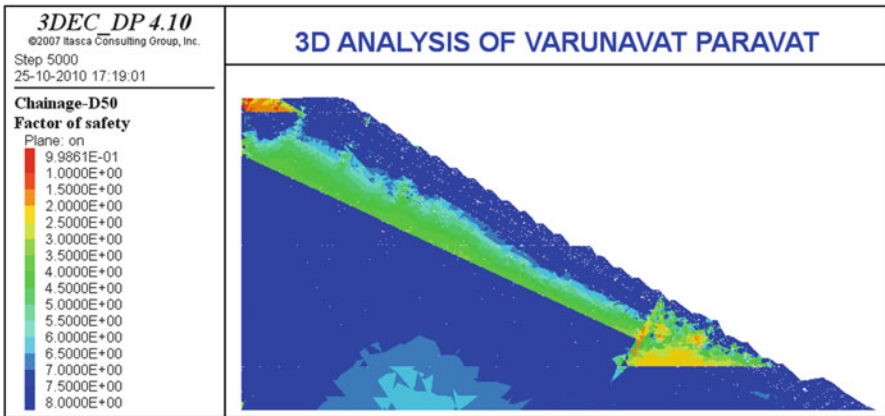 3DEC_DP 4.10
©2007 Itasca Consulting Group, Inc.
Step 5000
25-10-2010 17:19:01
Chainage-D50
Factor of safety
Plane: on
9.9861E-01
1.0000E+00
1.5000E+00
2.0000E+00
2.5000E+00
3.0000E+00
3.5000E+00
4.0000E+00
4.5000E+00
5.0000E+00
5.5000E+00
6.0000E+00
6.5000E+00
7.0000E+00
7.5000E+00
8.0000E+00
3D ANALYSIS OF VARUNAVAT PARAVAT